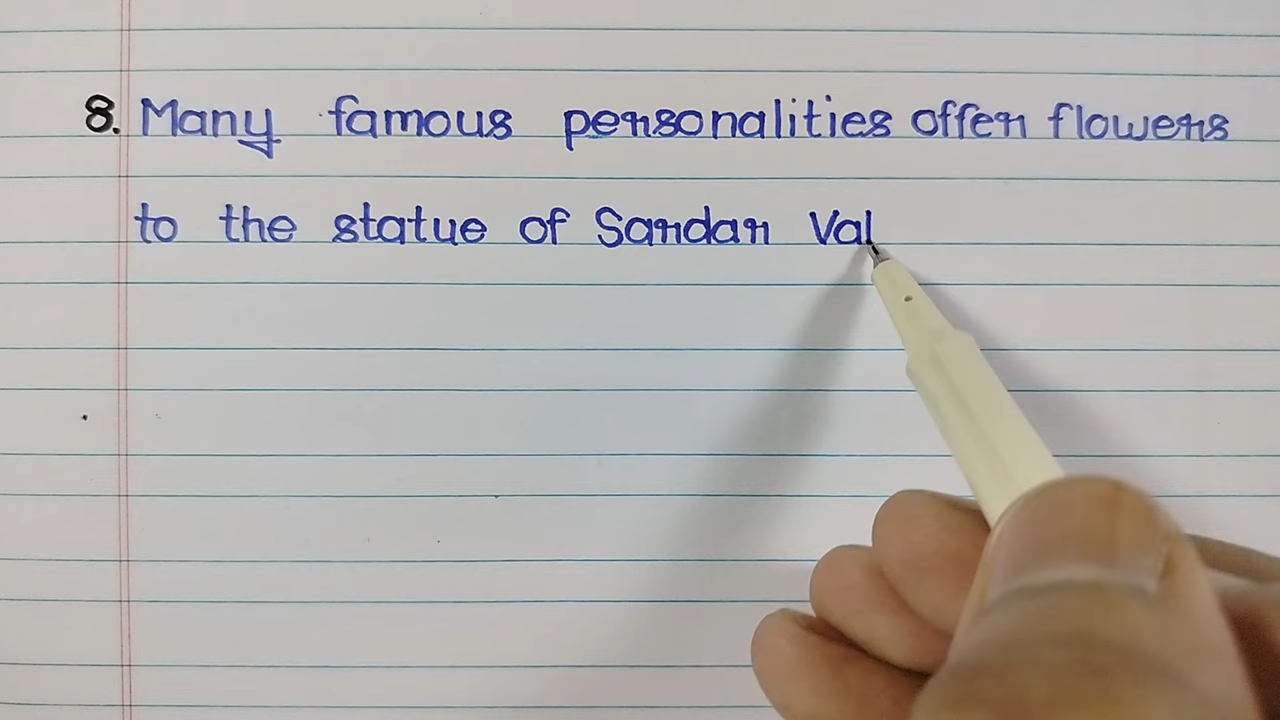 8. Many famous personalities offer flowers
to the statue of Sardar Val